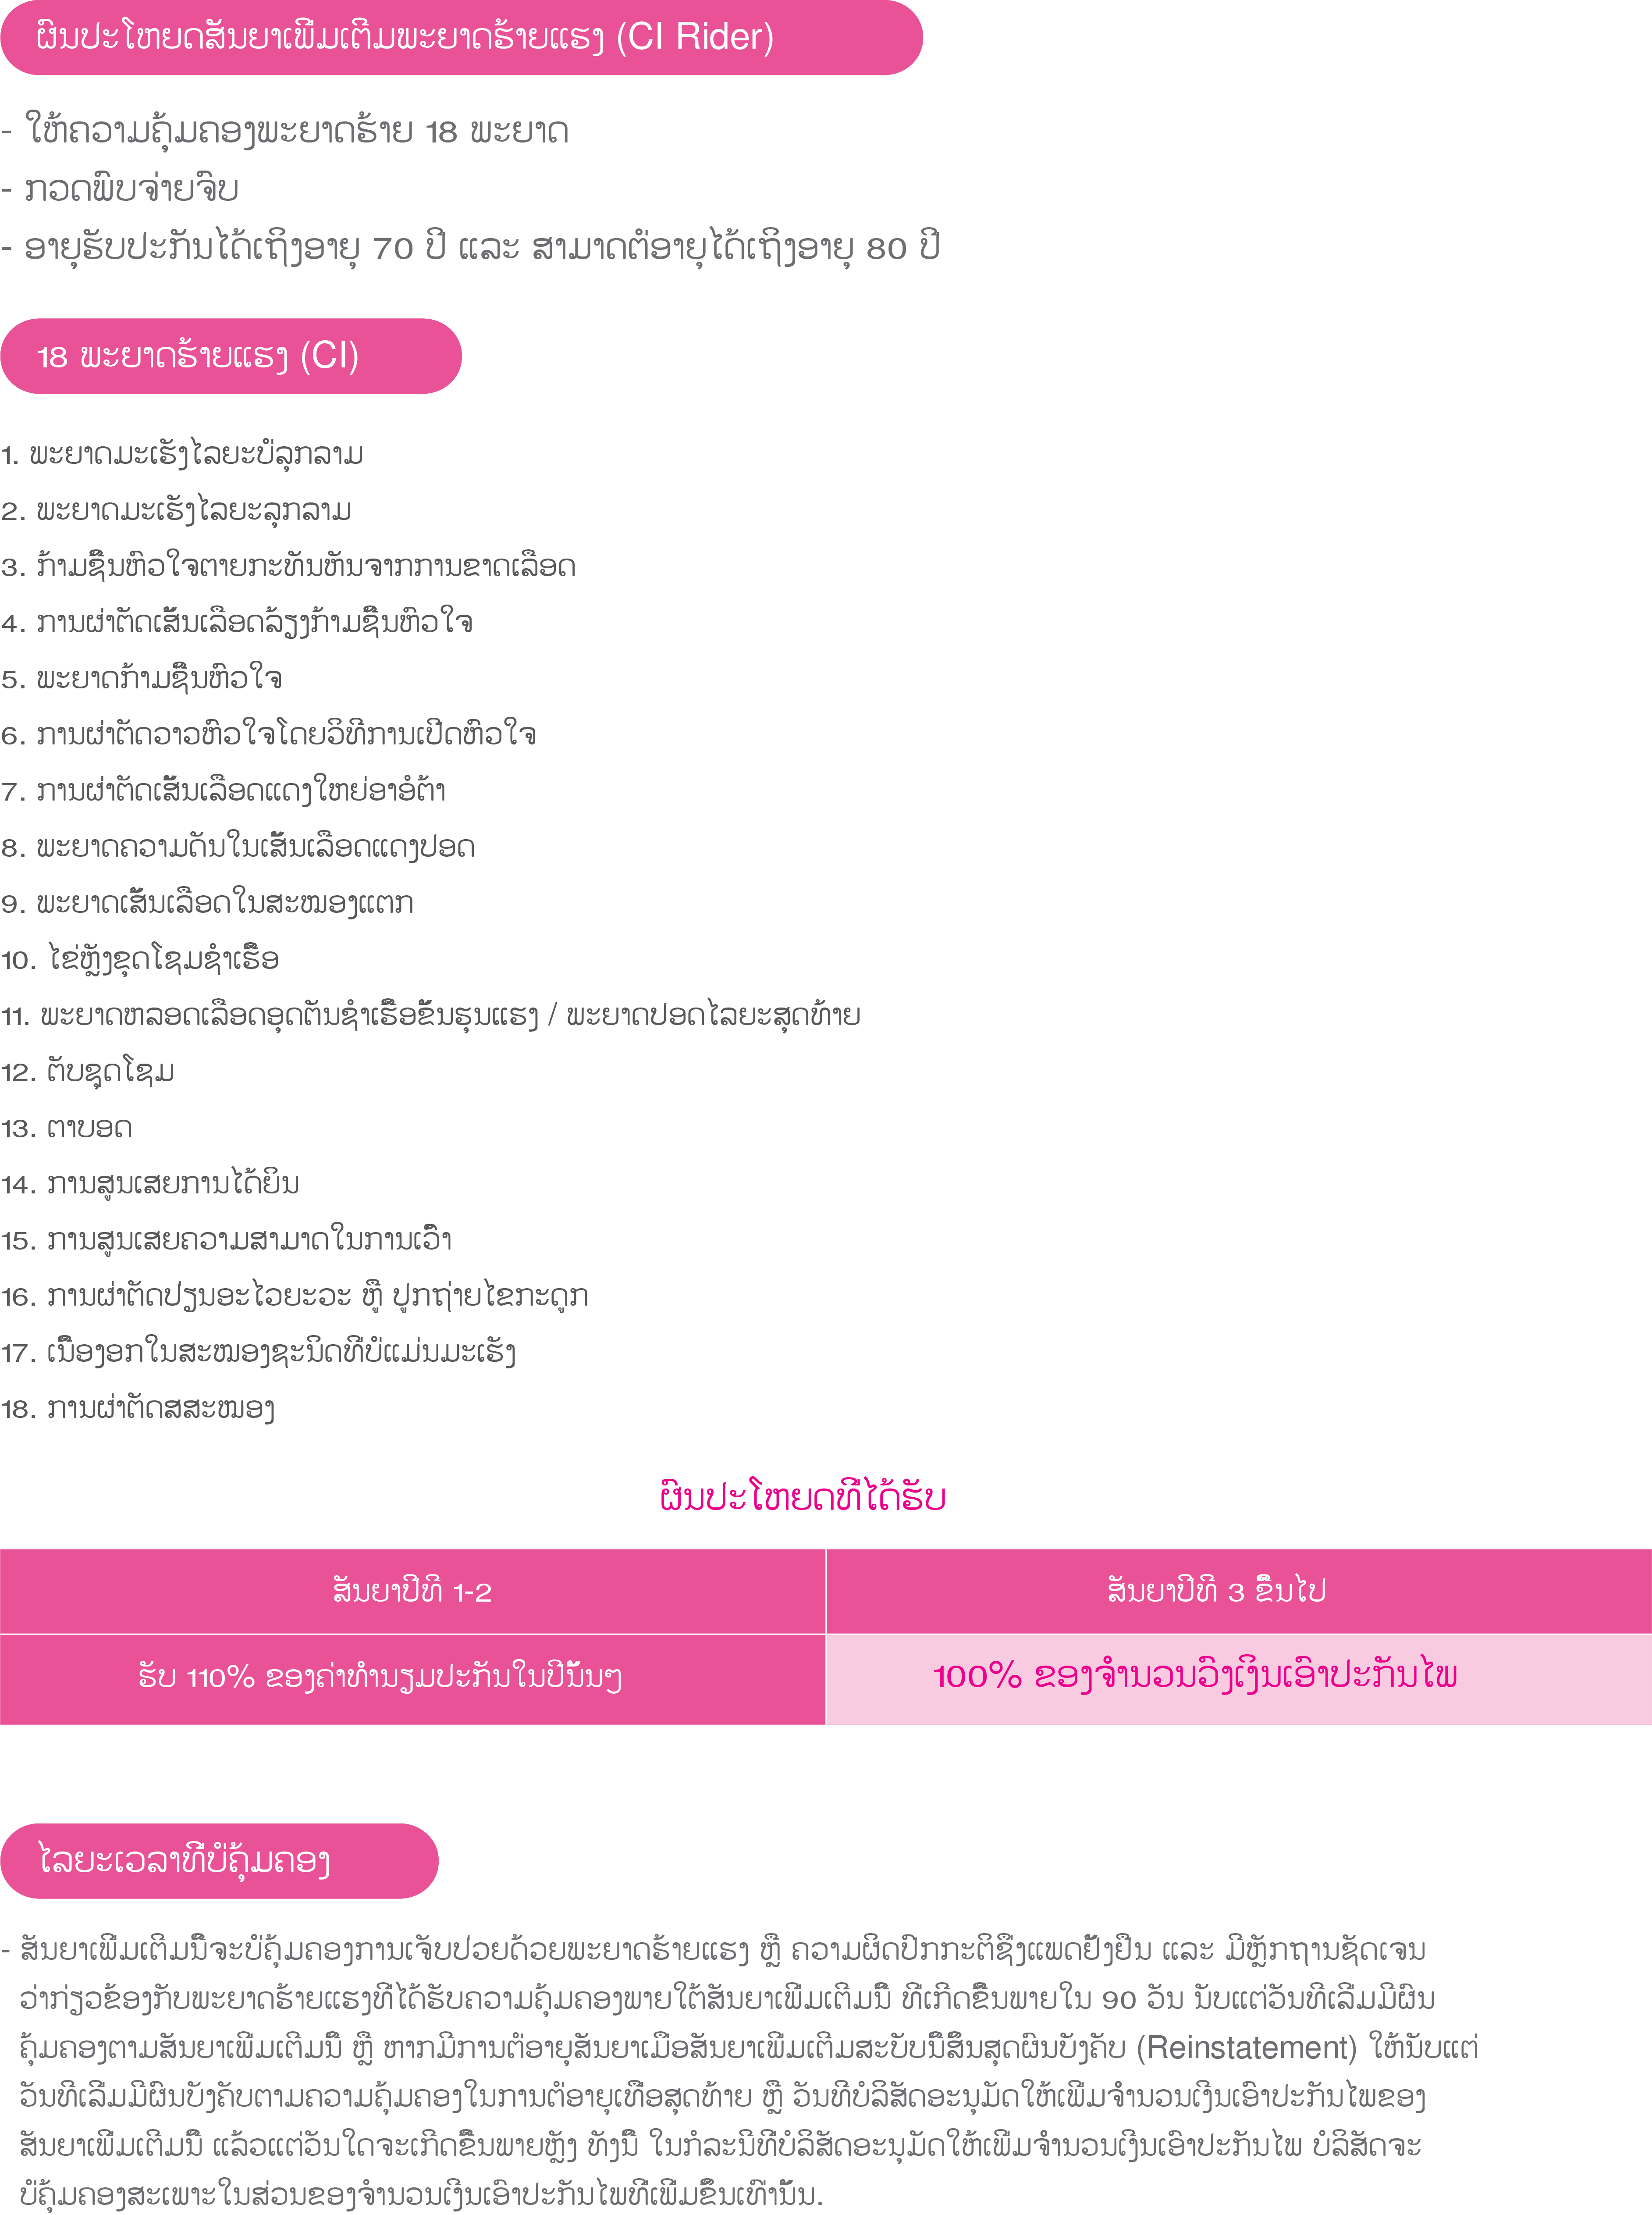 ຜົນປະໂຫຍດສັນຍາເພີ່ມເຕີມພະຍາດຮ້າຍແຮງ (CI Rider)
- ໃຫ້ຄວາມຄຸ້ມຄອງພະຍາດຮ້າຍ 18 ພະຍາດ
- ກວດພົບຈ່າຍຈົບ
- ອາຍຸຮັບປະກັນໄດ້ເຖິງອາຍຸ 70 ປີ ແລະ ສາມາດຕໍ່ອາຍຸໄດ້ເຖິງອາຍຸ 80 ປີ
18 ພະຍາດຮ້າຍແຮງ (CI)
1. ພະຍາດມະເຮັງໄລຍະບໍ່ລຸກລາມ
2. ພະຍາດມະເຮັງໄລຍະລຸກລາມ
3. ກ້າມຊີ້ນຫົວໃຈຕາຍກະທັນຫັນຈາກການຂາດເລືອດ
4. ການຜ່າຕັດເສັ້ນເລືອດລ້ຽງກ້າມຊີ້ນຫົວໃຈ
5. ພະຍາດກ້າມຊີ້ນຫົວໃຈ
6. ການຜ່າຕັດວາວຫົວໃຈໂດຍວິທີການເປີດຫົວໃຈ
7. ການຜ່າຕັດເສັ້ນເລືອດແດງໃຫຍ່ອາອໍຕ້າ
8. ພະຍາດຄວາມດັນໃນເສັ້ນເລືອດແດງປອດ
9. ພະຍາດເສັ້ນເລືອດໃນສະໝອງແຕກ
10. ໄຂ່ຫຼັງຂຸດໂຊມຊໍາເຮື້ອ
11. ພະຍາດຫລອດເລືອດອຸດຕັນຊໍາເຮື້ອຂັ້ນຮຸນແຮງ / ພະຍາດປອດໄລຍະສຸດທ້າຍ
12. ຕັບຊຸດໂຊມ
13. ຕາບອດ
14. ການສູນເສຍການໄດ້ຍິນ
15. ການສູນເສຍຄວາມສາມາດໃນການເວົ້າ
16. ການຜ່າຕັດປ່ຽນອະໄວຍະວະ ຫຼື ປູກຖ່າຍໄຂກະດູກ
17. ເນື້ອງອກໃນສະໝອງຊະນິດທີ່ບໍ່ແມ່ນມະເຮັງ
18. ການຜ່າຕັດສສະໝອງ
ຜົນປະໂຫຍດທີ່ໄດ້ຮັບ
ສັນຍາປີທີ 1-2
ສັນຍາປີທີ 3 ຂຶ້ນໄປ
ຮັບ 110% ຂອງຄ່າທໍານຽມປະກັນໃນປີນັ້ນໆ
100% ຂອງຈໍານວນວົງເງິນເອົາປະກັນໄພ
ໄລຍະເວລາທີ່ບໍ່ຄຸ້ມຄອງ
- ສັນຍາເພີ່ມເຕີມນີ້ຈະບໍ່ຄຸ້ມຄອງການເຈັບປ່ວຍດ້ວຍພະຍາດຮ້າຍແຮງ ຫຼື ຄວາມຜິດປົກກະຕິຊຶ່ງແພດຢັ້ງຢືນ ແລະ ມີຫຼັກຖານຊັດເຈນ
ວ່າກ່ຽວຂ້ອງກັບພະຍາດຮ້າຍແຮງທີ່ໄດ້ຮັບຄວາມຄຸ້ມຄອງພາຍໃຕ້ສັນຍາເພີ່ມເຕີມນີ້ ທີ່ເກີດຂຶ້ນພາຍໃນ 90 ວັນ ນັບແຕ່ວັນທີເລີ່ມມີຜົນ
ຄຸ້ມຄອງຕາມສັນຍາເພີ່ມເຕີມນີ້ ຫຼື ຫາກມີການຕໍ່ອາຍຸສັນຍາເມື່ອສັນຍາເພີ່ມເຕີມສະບັບນີ້ສິ້ນສຸດຜົນບັງຄັບ (Reinstatement) ໃຫ້ນັບແຕ່
ວັນທີເລີ່ມມີຜົນບັງຄັບຕາມຄວາມຄຸ້ມຄອງໃນການຕໍ່ອາຍຸເທື່ອສຸດທ້າຍ ຫຼື ວັນທີບໍລິສັດອະນຸມັດໃຫ້ເພີ່ມຈໍານວນເງິນເອົາປະກັນໄພຂອງ
ສັນຍາເພີ່ມເຕີມນີ້ ແລ້ວແຕ່ວັນໃດຈະເກີດຂຶ້ນພາຍຫຼັງ ທັງນີ້ ໃນກໍລະນີທີ່ບໍລິສັດອະນຸມັດໃຫ້ເພີ່ມຈໍານວນເງິນເອົາປະກັນໄພ ບໍລິສັດຈະ
ບໍ່ຄຸ້ມຄອງສະເພາະໃນສ່ວນຂອງຈໍານວນເງິນເອົາປະກັນໄພທີ່ເພີ່ມຂຶ້ນເທົ່ານັ້ນ.